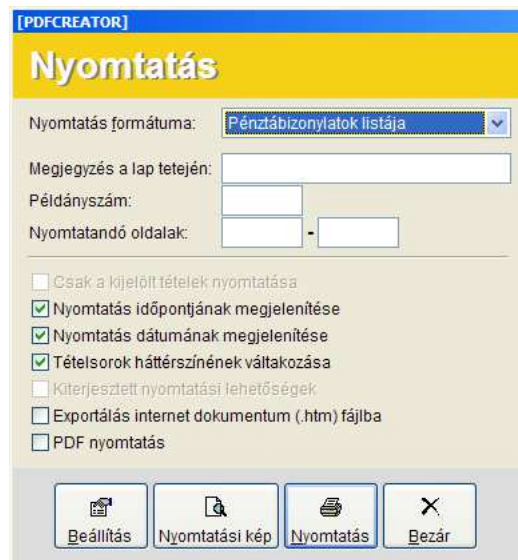 [PDFCREATOR]
Nyomtatás
Nyomtatás formátuma: Pénztábizonylatok listája
Megjegyzés a lap tetején:
Példányszám:
Nyomtatandó oldalak: -
Csak a kijelölt tételek nyomtatása
Nyomtatás időpontjának megjelenítése
Nyomtatás dátumának megjelenítése
Tételsorok háttérszínének váltakozása
Kiterjesztett nyomtatási lehetőségek
Exportálás internet dokumentum (.htm) fájlba
PDF nyomtatás
Beállítás Nyomtatási kép Nyomtatás Bezár